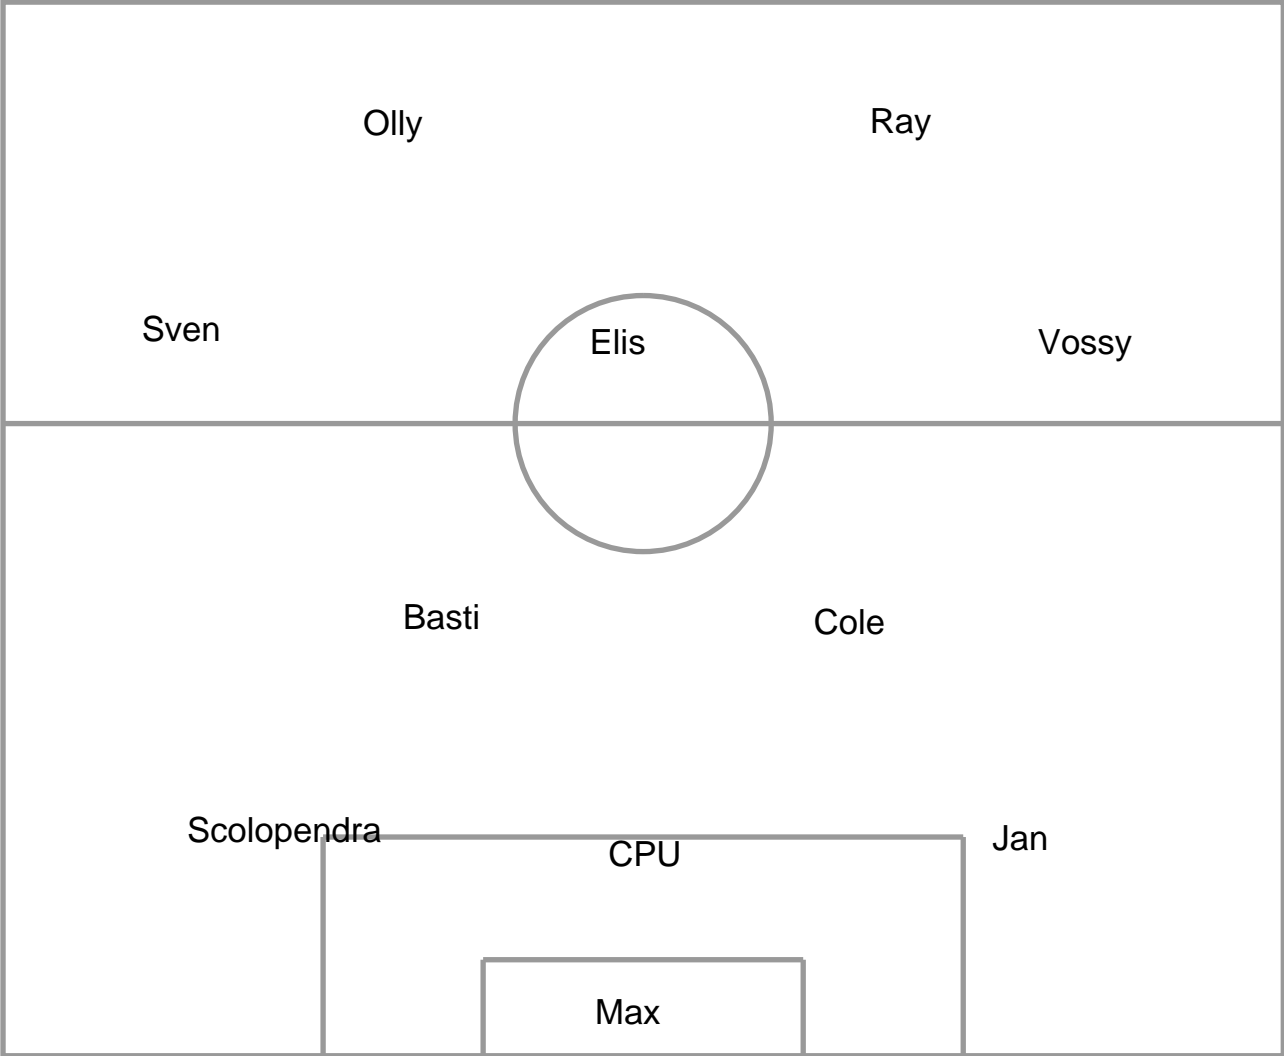 Olly Ray
Sven Elis Vossy
Basti Cole
Scolopendra CPU Jan
Max